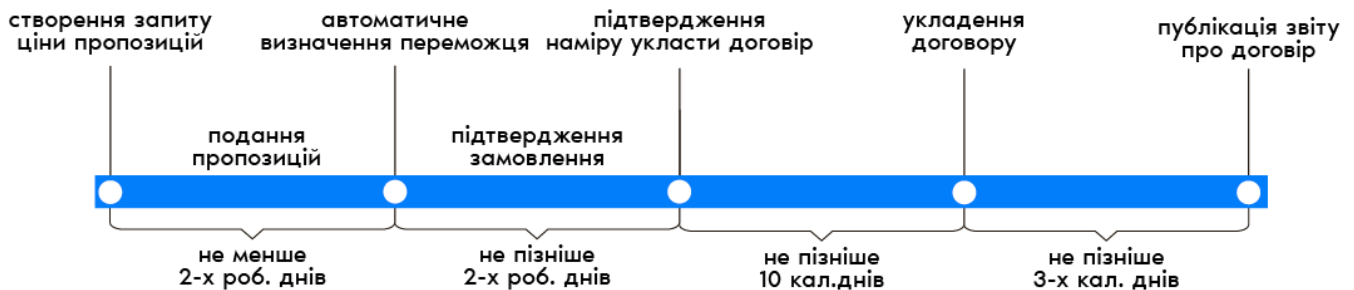 створення запиту
ціни пропозицій
автоматичне
визначення переможця
підтвердження
наміру укласти договір
укладення
договору
публікація звіту
про договір
подання
пропозицій
підтвердження
замовлення
не менше
2-х роб. днів
не пізніше
2-х роб. днів
не пізніше
10 кал.днів
не пізніше
3-х кал. днів